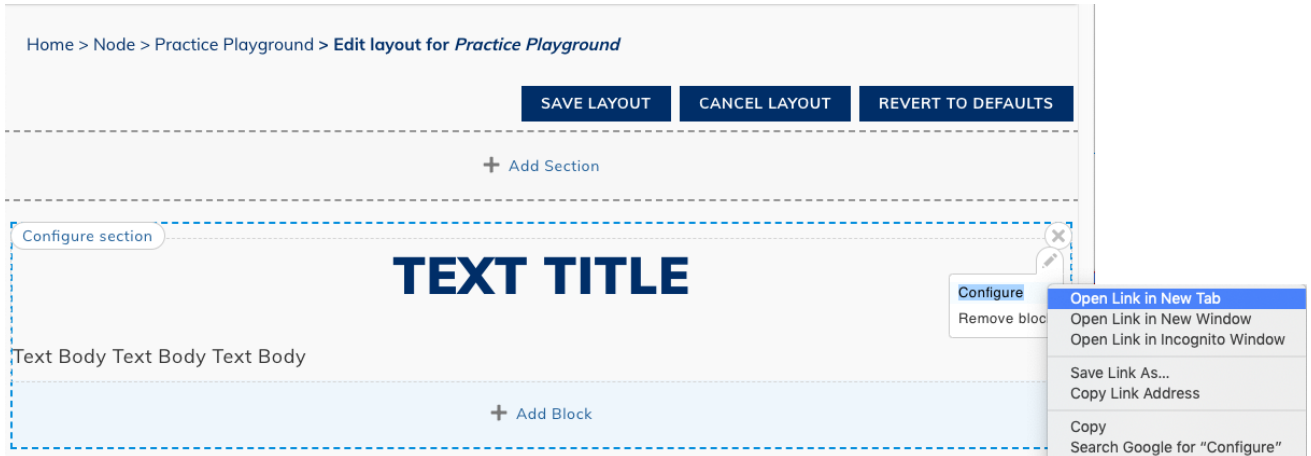 Home > Node > Practice Playground > Edit layout for Practice Playground
SAVE LAYOUT CANCEL LAYOUT REVERT TO DEFAULTS
Add Section
Configure section
TEXT TITLE
Configure
Remove bloc
Text Body Text Body Text Body
Add Block
Open Link in New Tab
Open Link in New Window
Open Link in Incognito Window
Save Link As...
Copy Link Address
Copy
Search Google for “Configure”